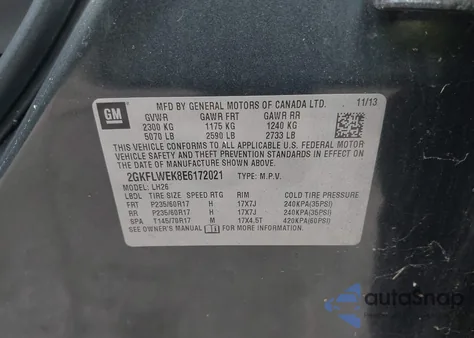 GM
MFD BY GENERAL MOTORS OF CANADA LTD. 11/13
GVWR GAWR FRT GAWR RR
2300 KG 1175 KG 1240 KG
5070 LB 2590 LB 2733 LB
THIS VEHICLE CONFORMS TO ALL APPLICABLE U.S. FEDERAL MOTOR
VEHICLE SAFETY, BUMPER, AND THEFT PREVENTION STANDARDS
IN EFFECT ON THE
DATE OF MANUFACTURE SHOWN ABOVE.
2GKFLWEK8E6172021 TYPE: M.P.V.
MODEL: LH26
LBDL TIRE SIZE SPEED RTG RIM COLD TIRE PRESSURE
FRT P235/60R17 H 17X7J 240KPA(35PSI)
RR P235/60R17 H 17X7J 240KPA(35PSI)
SPA T145/70R17 M 17X4.5T 420KPA(60PSI)
SEE OWNER'S MANUAL FOR ADDITIONAL INFORMATION.
autoSnap